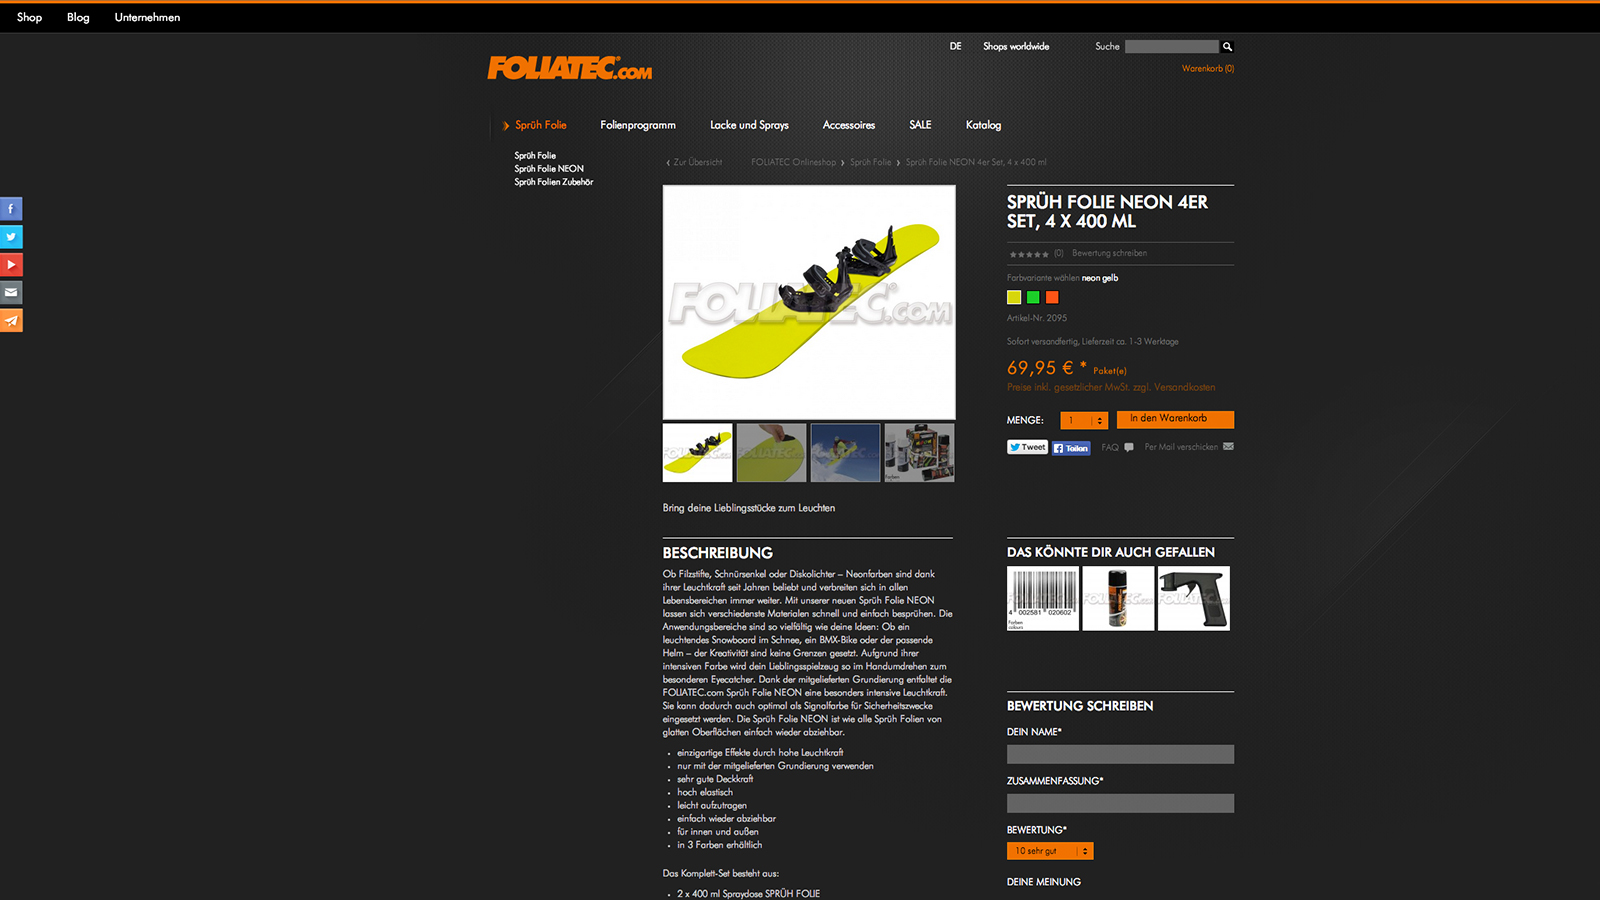 Shop Blog Unternehmen
DE Shops worldwide Suche
FOLIATEC.COM
Warenkorb (0)
Sprüh Folie Folienprogramm Lacke und Sprays Accessoires SALE Katalog
Sprüh Folie
Sprüh Folie NEON
Sprüh Folien Zubehör
‹ Zur Übersicht FOLIATEC Onlineshop › Sprüh Folie › Sprüh Folie NEON 4er Set, 4 x 400 ml
FOLIATEC.com
SPRÜH FOLIE NEON 4ER
SET, 4 X 400 ML
(0) Bewertung schreiben
Farbvariante wählen neon gelb
Artikel-Nr. 2095
Sofort versandfertig, Lieferzeit ca. 1-3 Werktage
69,95 € * Paket(e)
Preise inkl. gesetzlicher MwSt. zzgl. Versandkosten
MENGE: 1 In den Warenkorb
Tweet Teilen FAQ Per Mail verschicken
Bring deine Lieblingsstücke zum Leuchten
BESCHREIBUNG
Ob Filzstifte, Schnürsenkel oder Diskolichter – Neonfarben sind dank
ihrer Leuchtkraft seit Jahren beliebt und verbreiten sich in allen
Lebensbereichen immer weiter. Mit unserer neuen Sprüh Folie NEON
lassen sich verschiedenste Materialen schnell und einfach besprühen. Die
Anwendungsbereiche sind so vielfältig wie deine Ideen: Ob ein
leuchtendes Snowboard im Schnee, ein BMX-Bike oder der passende
Helm – der Kreativität sind keine Grenzen gesetzt. Aufgrund ihrer
intensiven Farbe wird dein Lieblingsspielzeug so im Handumdrehen zum
besonderen Eyecatcher. Dank der mitgelieferten Grundierung entfaltet die
FOLIATEC.com Sprüh Folie NEON eine besonders intensive Leuchtkraft.
Sie kann dadurch auch optimal als Signalfarbe für Sicherheitszwecke
eingesetzt werden. Die Sprüh Folie NEON ist wie alle Sprüh Folien von
glatten Oberflächen einfach wieder abziehbar.
• einzigartige Effekte durch hohe Leuchtkraft
• nur mit der mitgelieferten Grundierung verwenden
• sehr gute Deckkraft
• hoch elastisch
• leicht aufzutragen
• einfach wieder abziehbar
• für innen und außen
• in 3 Farben erhältlich
Das Komplett-Set besteht aus:
• 2 x 400 ml Spraydose SPRÜH FOLIE
DAS KÖNNTE DIR AUCH GEFALLEN
4 002581 020602
Farben
colours
BEWERTUNG SCHREIBEN
DEIN NAME*
ZUSAMMENFASSUNG*
BEWERTUNG*
10 sehr gut
DEINE MEINUNG